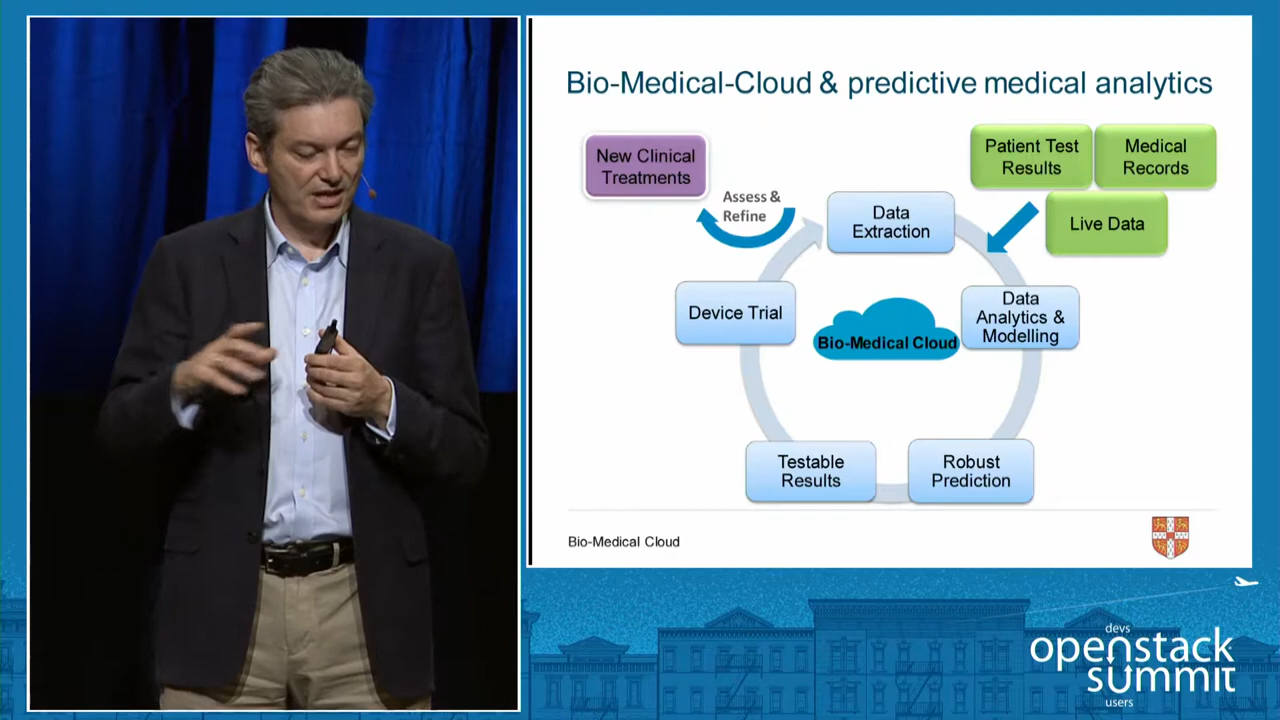 Bio-Medical-Cloud & predictive medical analytics
New Clinical
Treatments
Assess &
Refine
Patient Test
Results
Medical
Records
Live Data
Data
Extraction
Device Trial
Bio-Medical Cloud
Data
Analytics &
Modelling
Testable
Results
Robust
Prediction
Bio-Medical Cloud
devs
openstack
summit
users